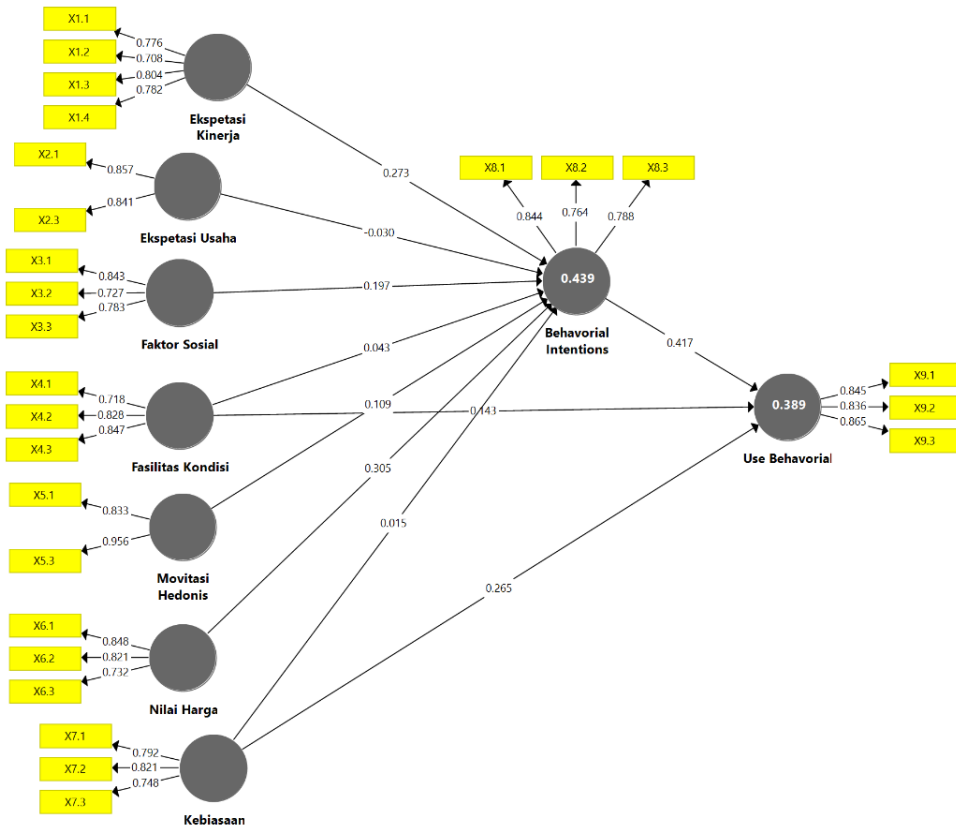 X1.1
0.776
X1.2
0.708
X1.3
0.804
0.782
X1.4
Ekspetasi
Kinerja
X2.1
0.857
0.841
X2.3
Ekspetasi Usaha
X3.1
0.843
X3.2
0.727
0.783
X3.3
Faktor Sosial
X4.1
0.718
X4.2
0.828
0.847
X4.3
Fasilitas Kondisi
X5.1
0.833
0.956
X5.3
Movitasi
Hedonis
X6.1
0.848
X6.2
0.821
0.732
X6.3
Nilai Harga
X7.1
0.792
X7.2
0.821
0.748
X7.3
Kebiasaan
0.273
-0.030
0.197
0.043
0.109
0.143
0.305
0.015
0.265
X8.1
X8.2
X8.3
0.844
0.764
0.788
0.439
Behavorial
Intentions
0.417
0.389
Use Behavorial
X9.1
0.845
0.836
X9.2
0.865
X9.3